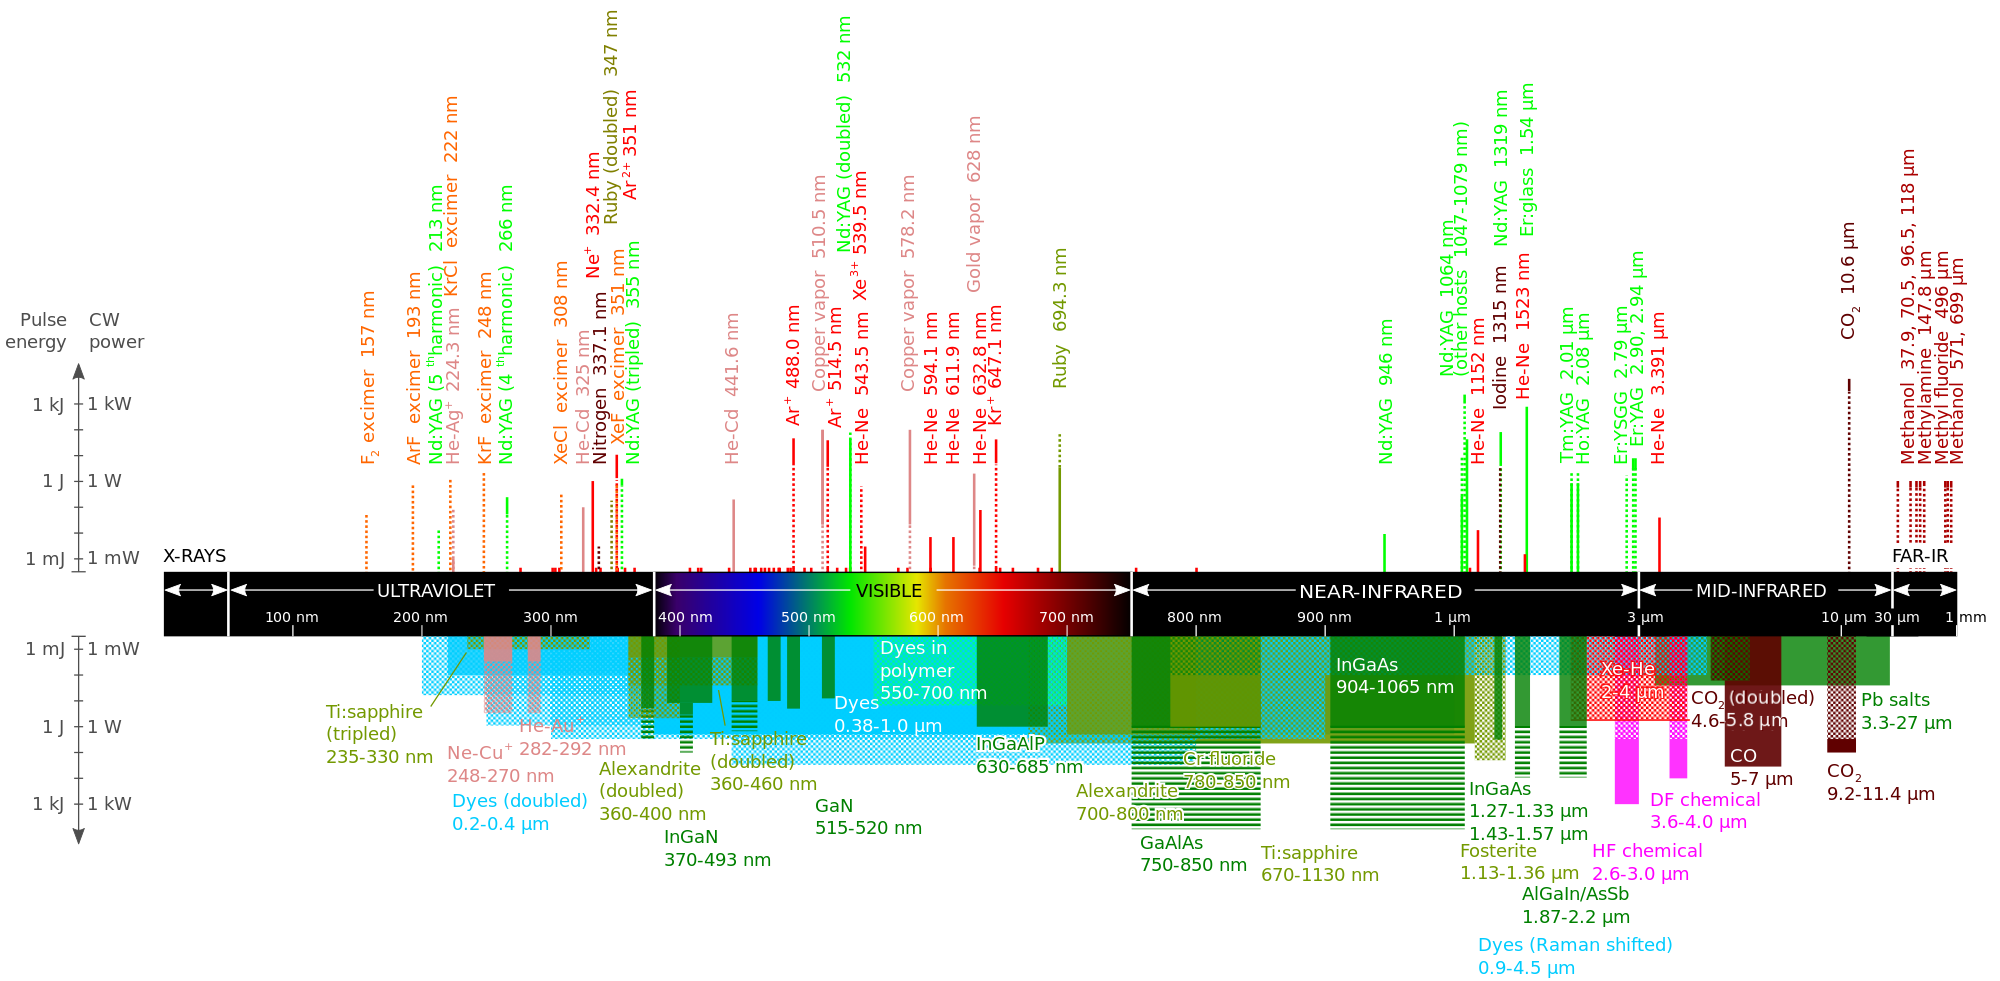 Pulse energy
CW power
1 kJ
1 kW
1 J
1 W
1 mJ
1 mW
F2 excimer 157 nm
ArF excimer 193 nm
Nd:YAG (5th harmonic) 213 nm
KrCl excimer 222 nm
He-Ag+ 224.3 nm
KrF excimer 248 nm
Nd:YAG (4th harmonic) 266 nm
XeCl excimer 308 nm
He-Cd 325 nm
Ne+ 332.4 nm
Nitrogen 337.1 nm
Ruby (doubled) 347 nm
XeF excimer 351 nm
Ar2+ 351 nm
Nd:YAG (tripled) 355 nm
He-Cd 441.6 nm
Ar+ 488.0 nm
Copper vapor 510.5 nm
Ar+ 514.5 nm
Nd:YAG (doubled) 532 nm
Xe3+ 539.5 nm
He-Ne 543.5 nm
Copper vapor 578.2 nm
He-Ne 594.1 nm
He-Ne 611.9 nm
Gold vapor 628 nm
He-Ne 632.8 nm
Kr+ 647.1 nm
Ruby 694.3 nm
Nd:YAG 946 nm
Nd:YAG 1064 nm
(other hosts 1047-1079 nm)
He-Ne 1152 nm
Iodine 1315 nm
Nd:YAG 1319 nm
He-Ne 1523 nm
Er:glass 1.54 µm
Tm:YAG 2.01 µm
Ho:YAG 2.08 µm
Er:YSGG 2.79 µm
Er:YAG 2.90, 2.94 µm
He-Ne 3.391 µm
CO2 10.6 µm
Methanol 37.9, 70.5, 96.5, 118 µm
Methylamine 147.8 µm
Methyl fluoride 496 µm
Methanol 571, 699 µm
X-RAYS
FAR-IR
ULTRAVIOLET
VISIBLE
NEAR-INFRARED
MID-INFRARED
100 nm
200 nm
300 nm
400 nm
500 nm
600 nm
700 nm
800 nm
900 nm
1 µm
3 µm
10 µm
30 µm
1 mm
1 mJ
1 mW
1 J
1 W
1 kJ
1 kW
Ti:sapphire
(tripled)
235-330 nm
Ne-Cu+
248-270 nm
He-Au+
282-292 nm
Dyes (doubled)
0.2-0.4 µm
Alexandrite
(doubled)
360-400 nm
Ti:sapphire
(doubled)
360-460 nm
InGaN
370-493 nm
GaN
515-520 nm
Dyes
0.38-1.0 µm
Dyes in
polymer
550-700 nm
InGaAlP
630-685 nm
Alexandrite
700-800 nm
Cr fluoride
780-850 nm
GaAlAs
750-850 nm
Ti:sapphire
670-1130 nm
InGaAs
904-1065 nm
InGaAs
1.27-1.33 µm
1.43-1.57 µm
Fosterite
1.13-1.36 µm
AlGaIn/AsSb
1.87-2.2 µm
Dyes (Raman shifted)
0.9-4.5 µm
Xe-He
2-4 µm
HF chemical
2.6-3.0 µm
DF chemical
3.6-4.0 µm
CO2 (doubled)
4.6-5.8 µm
CO
5-7 µm
CO2
9.2-11.4 µm
Pb salts
3.3-27 µm